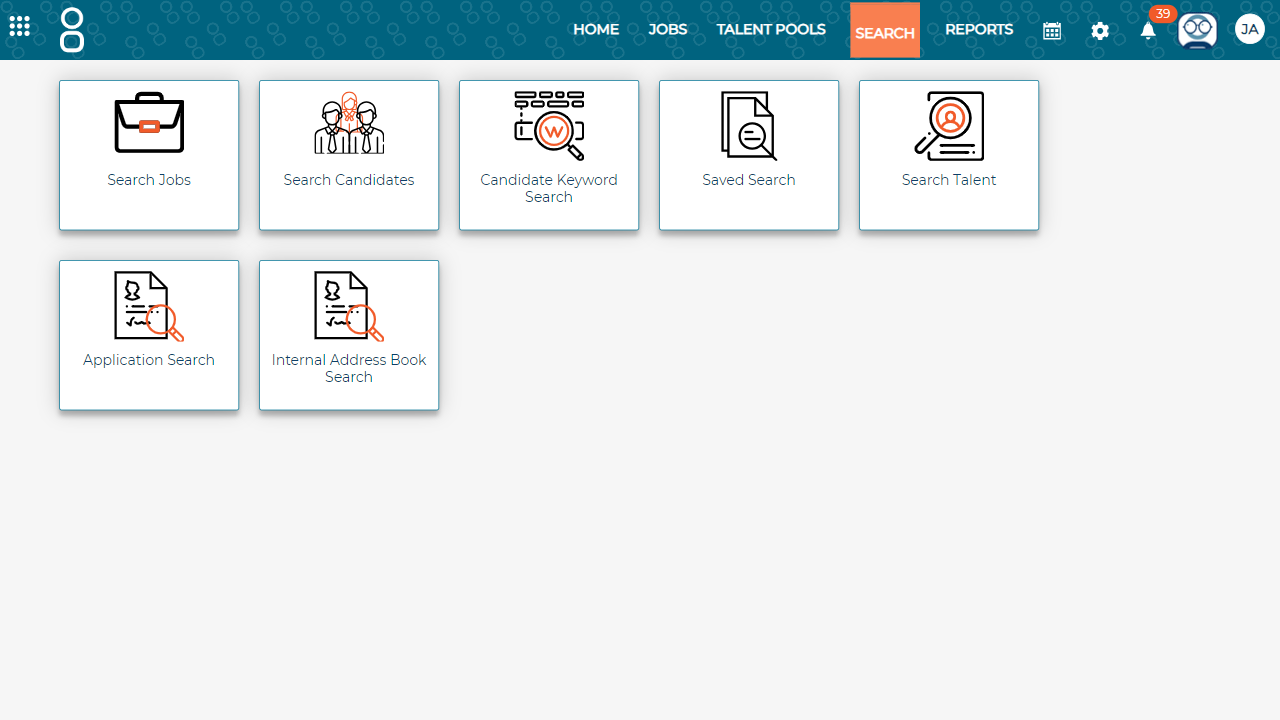 HOME
JOBS
TALENT POOLS
SEARCH
REPORTS
39
JA
Search Jobs
Search Candidates
W
Candidate Keyword
Search
Saved Search
Search Talent
Application Search
Internal Address Book
Search